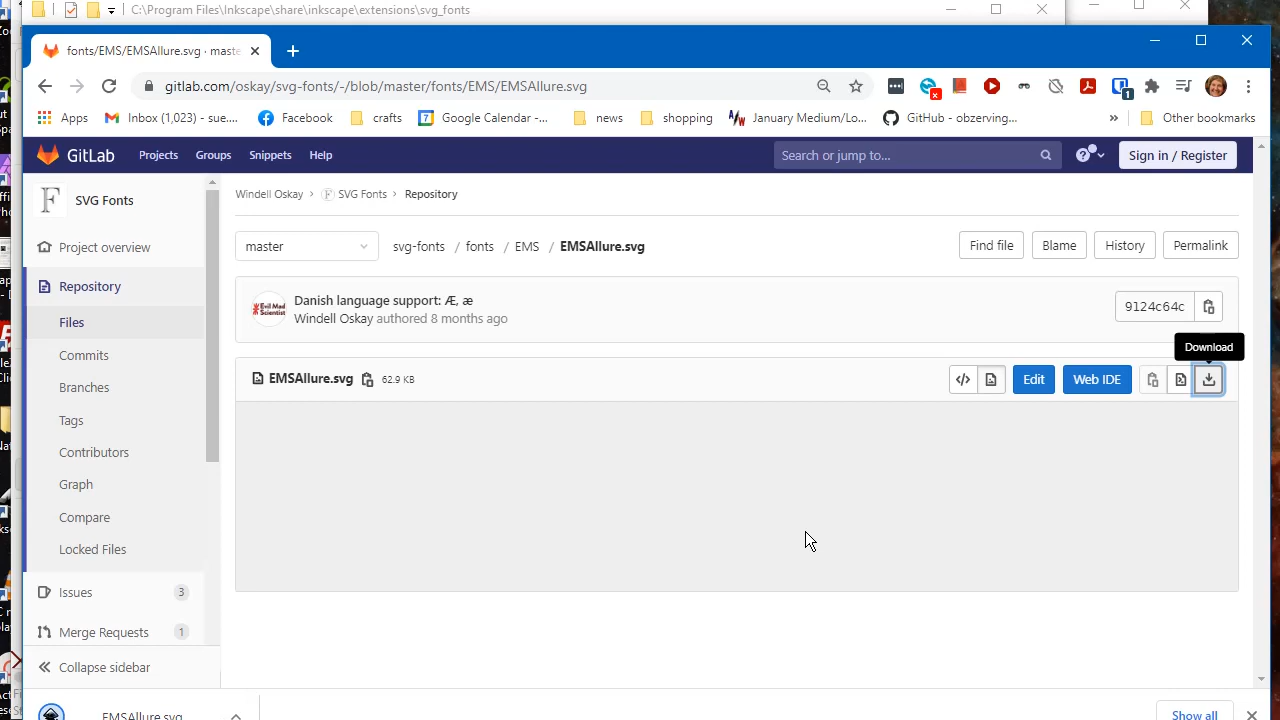 C:\Program Files\Inkscape\share\inkscape\extensions\svg_fonts
fonts/EMS/EMSAllure.svg · maste
gitlab.com/oskay/svg-fonts/-/blob/master/fonts/EMS/EMSAllure.svg
Apps
Inbox (1,023) - sue....
Facebook
crafts
Google Calendar -...
news
shopping
January Medium/Lo...
GitHub - obzerving...
»
Other bookmarks
GitLab
Projects
Groups
Snippets
Help
Search or jump to...
Sign in / Register
SVG Fonts
Windell Oskay > SVG Fonts > Repository
Project overview
master
svg-fonts / fonts / EMS / EMSAllure.svg
Find file
Blame
History
Permalink
Repository
Danish language support: Æ, æ
Windell Oskay authored 8 months ago
9124c64c
Files
Download
Commits
EMSAllure.svg 62.9 KB
</>
Edit
Web IDE
Branches
Tags
Contributors
Graph
Compare
Locked Files
Issues 3
Merge Requests 1
Collapse sidebar
EMSAllure.svg
Show all